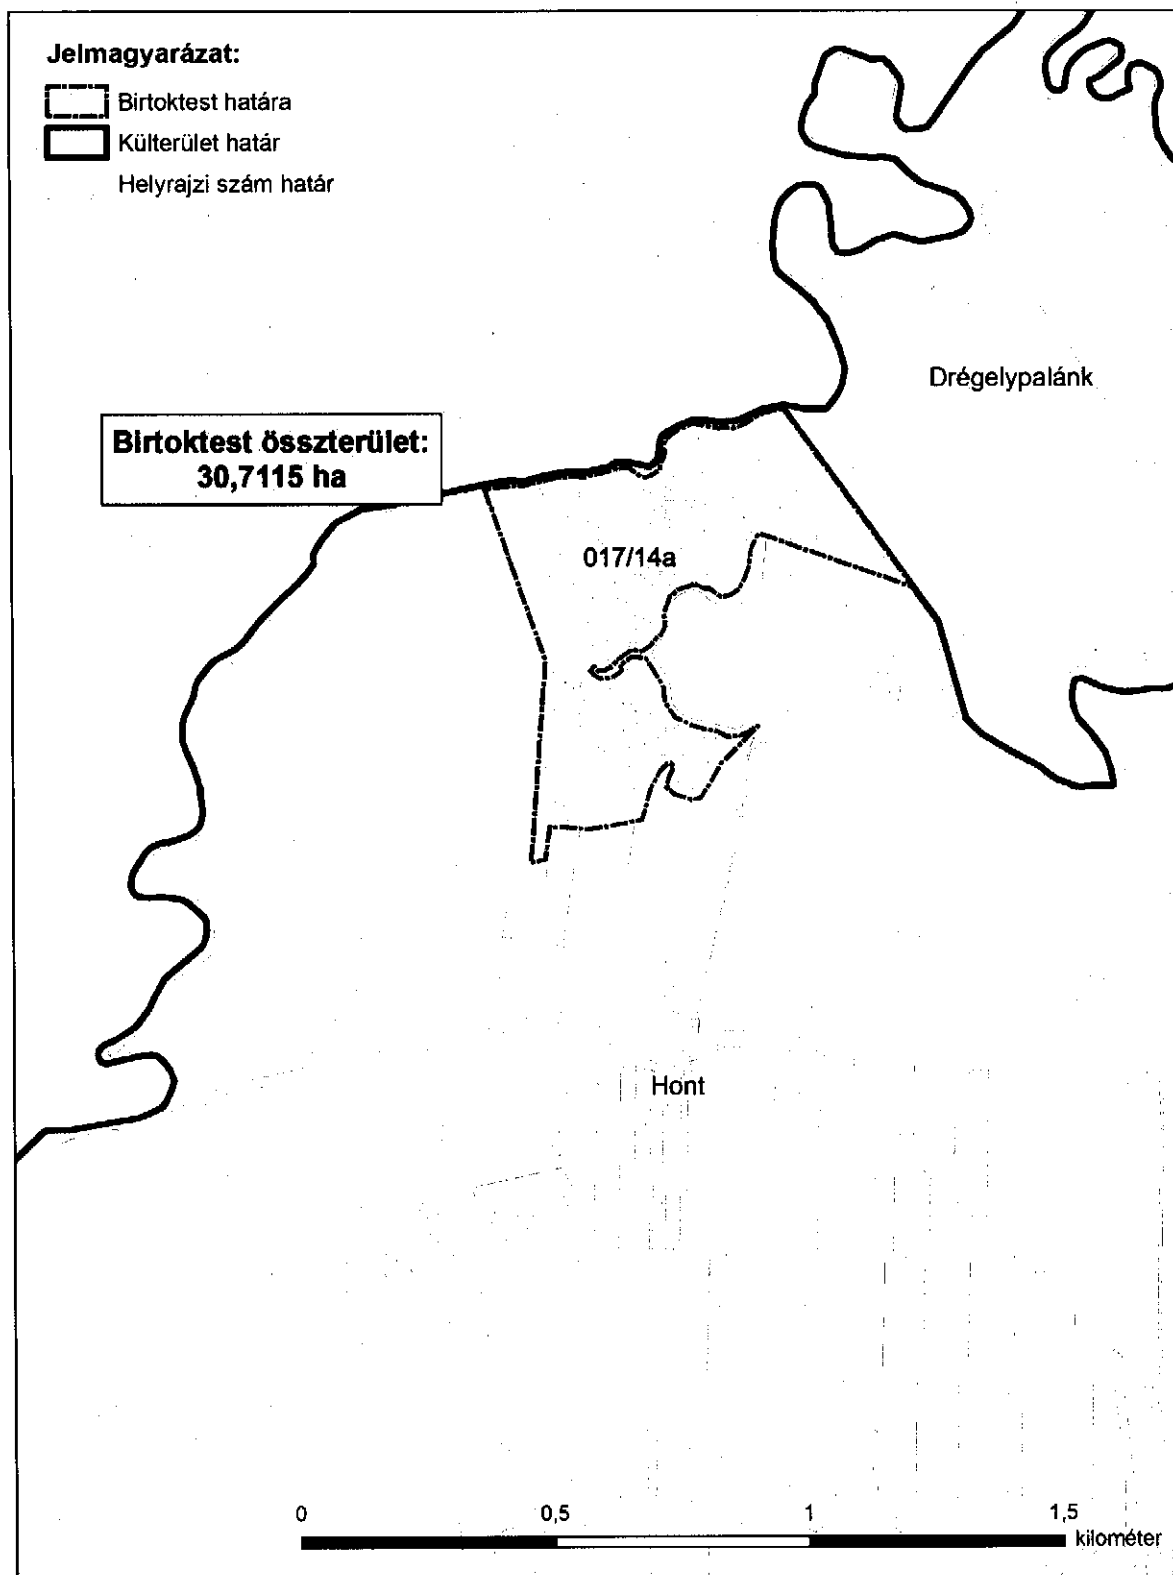 Jelmagyarázat:
Birtoktest határa
Külterület határ
Helyrajzi szám határ
Drégelypalánk
Birtoktest összterület:
30,7115 ha
017/14a
Hont
0 0,5 1 1,5
kilométer